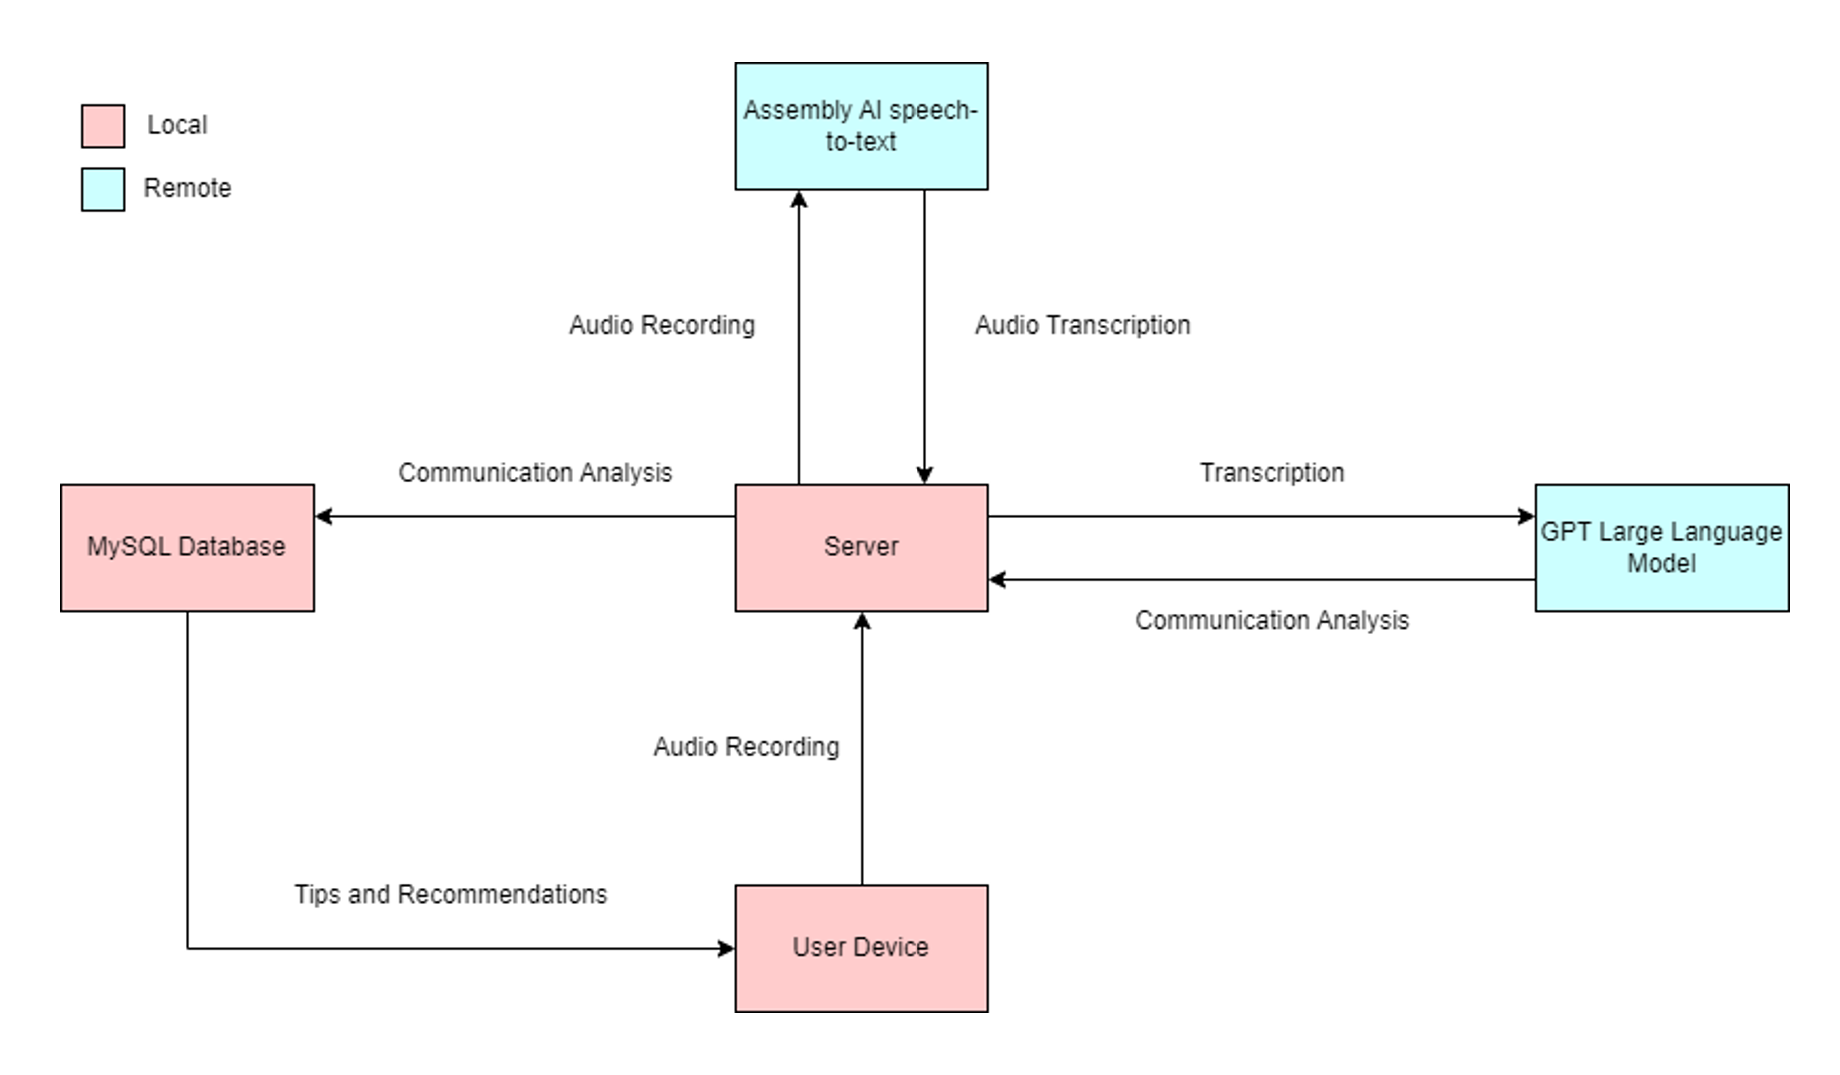 Local
Remote
Assembly AI speech-
to-text
Audio Recording
Audio Transcription
Communication Analysis
Transcription
MySQL Database
Server
GPT Large Language
Model
Communication Analysis
Audio Recording
Tips and Recommendations
User Device